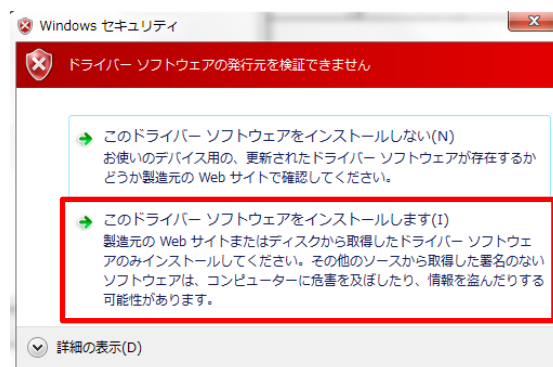 Windows セキュリティ
ドライバー ソフトウェアの発行元を検証できません
このドライバー ソフトウェアをインストールしない(N)
お使いのデバイス用の、更新されたドライバー ソフトウェアが存在するか
どうか製造元の Web サイトで確認してください。
このドライバー ソフトウェアをインストールします(I)
製造元の Web サイトまたはディスクから取得したドライバー ソフトウェ
アのみインストールしてください。その他のソースから取得した署名のない
ソフトウェアは、コンピューターに危害を及ぼしたり、情報を盗んだりする
可能性があります。
詳細の表示(D)